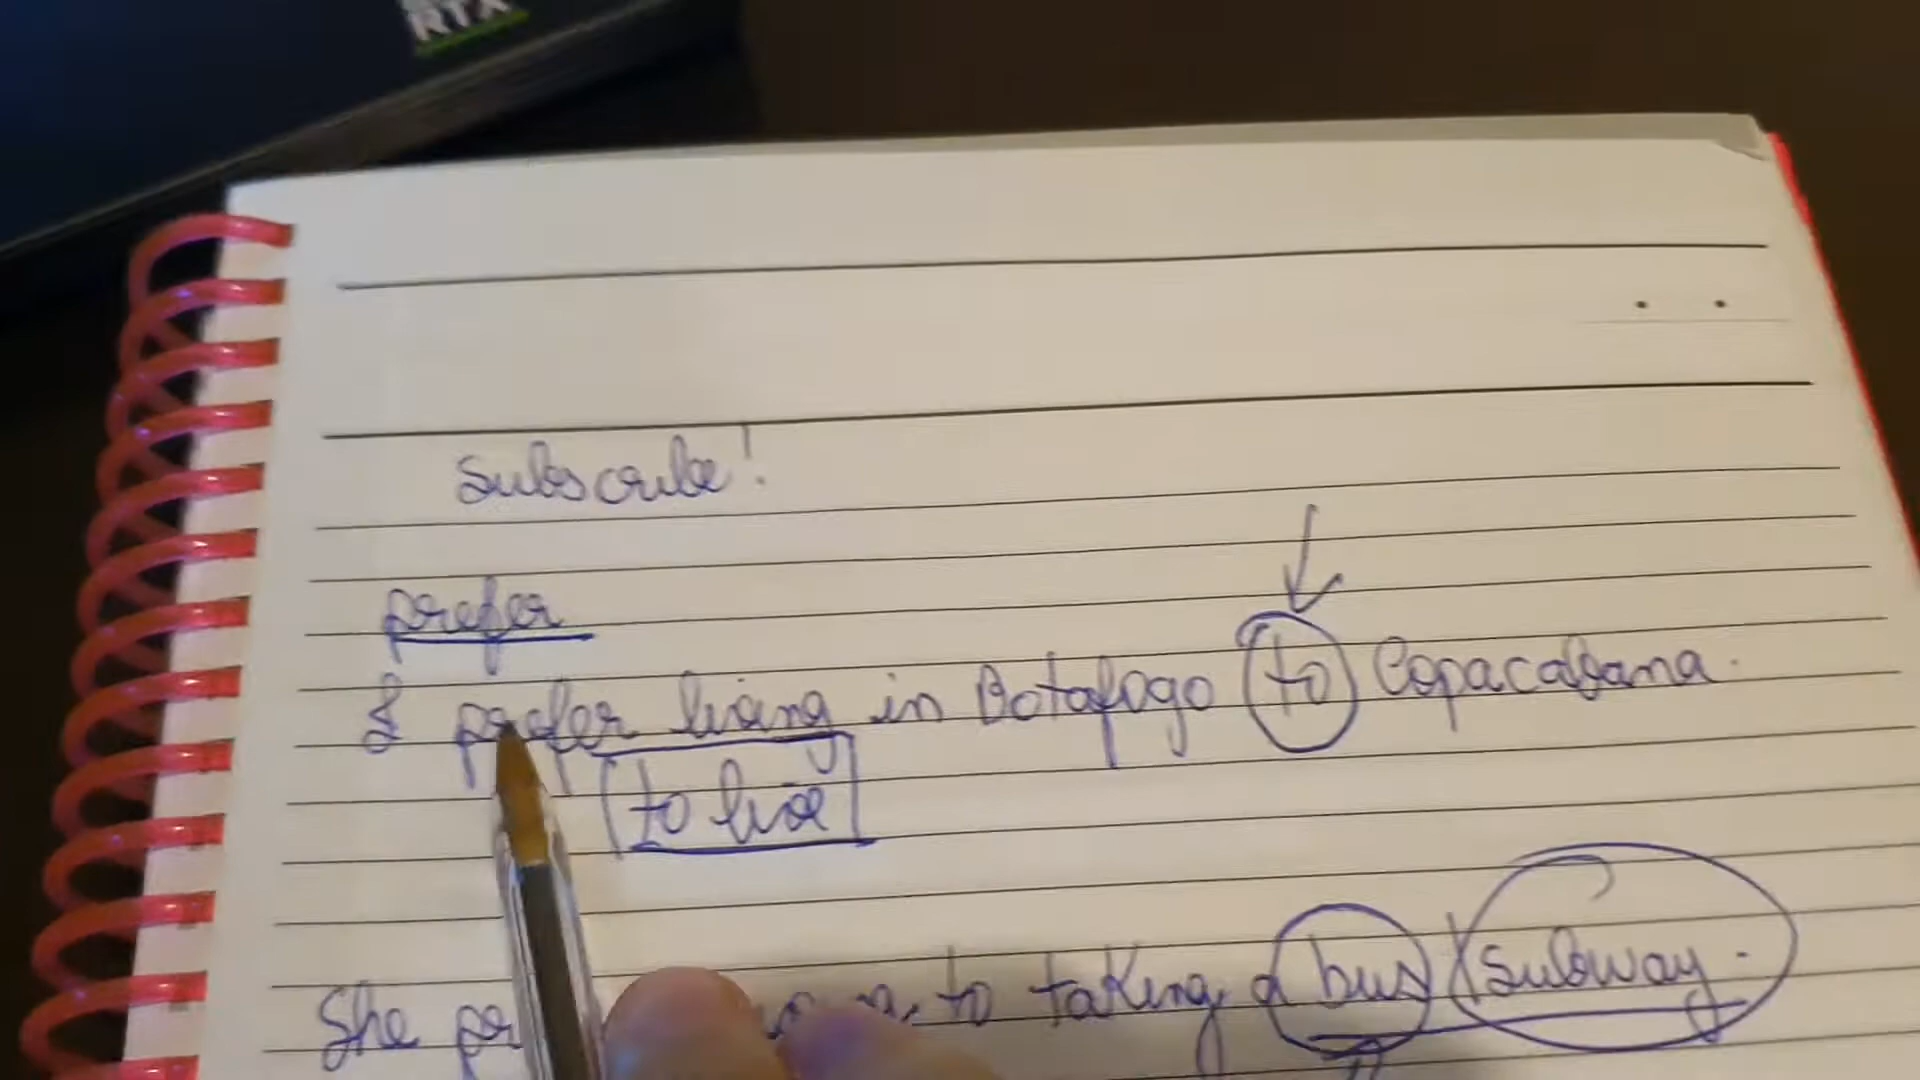 RTX
Subscribe!
prefer
I prefer living in Botafogo to Copacabana.
to live
She to taking a bus / subway.